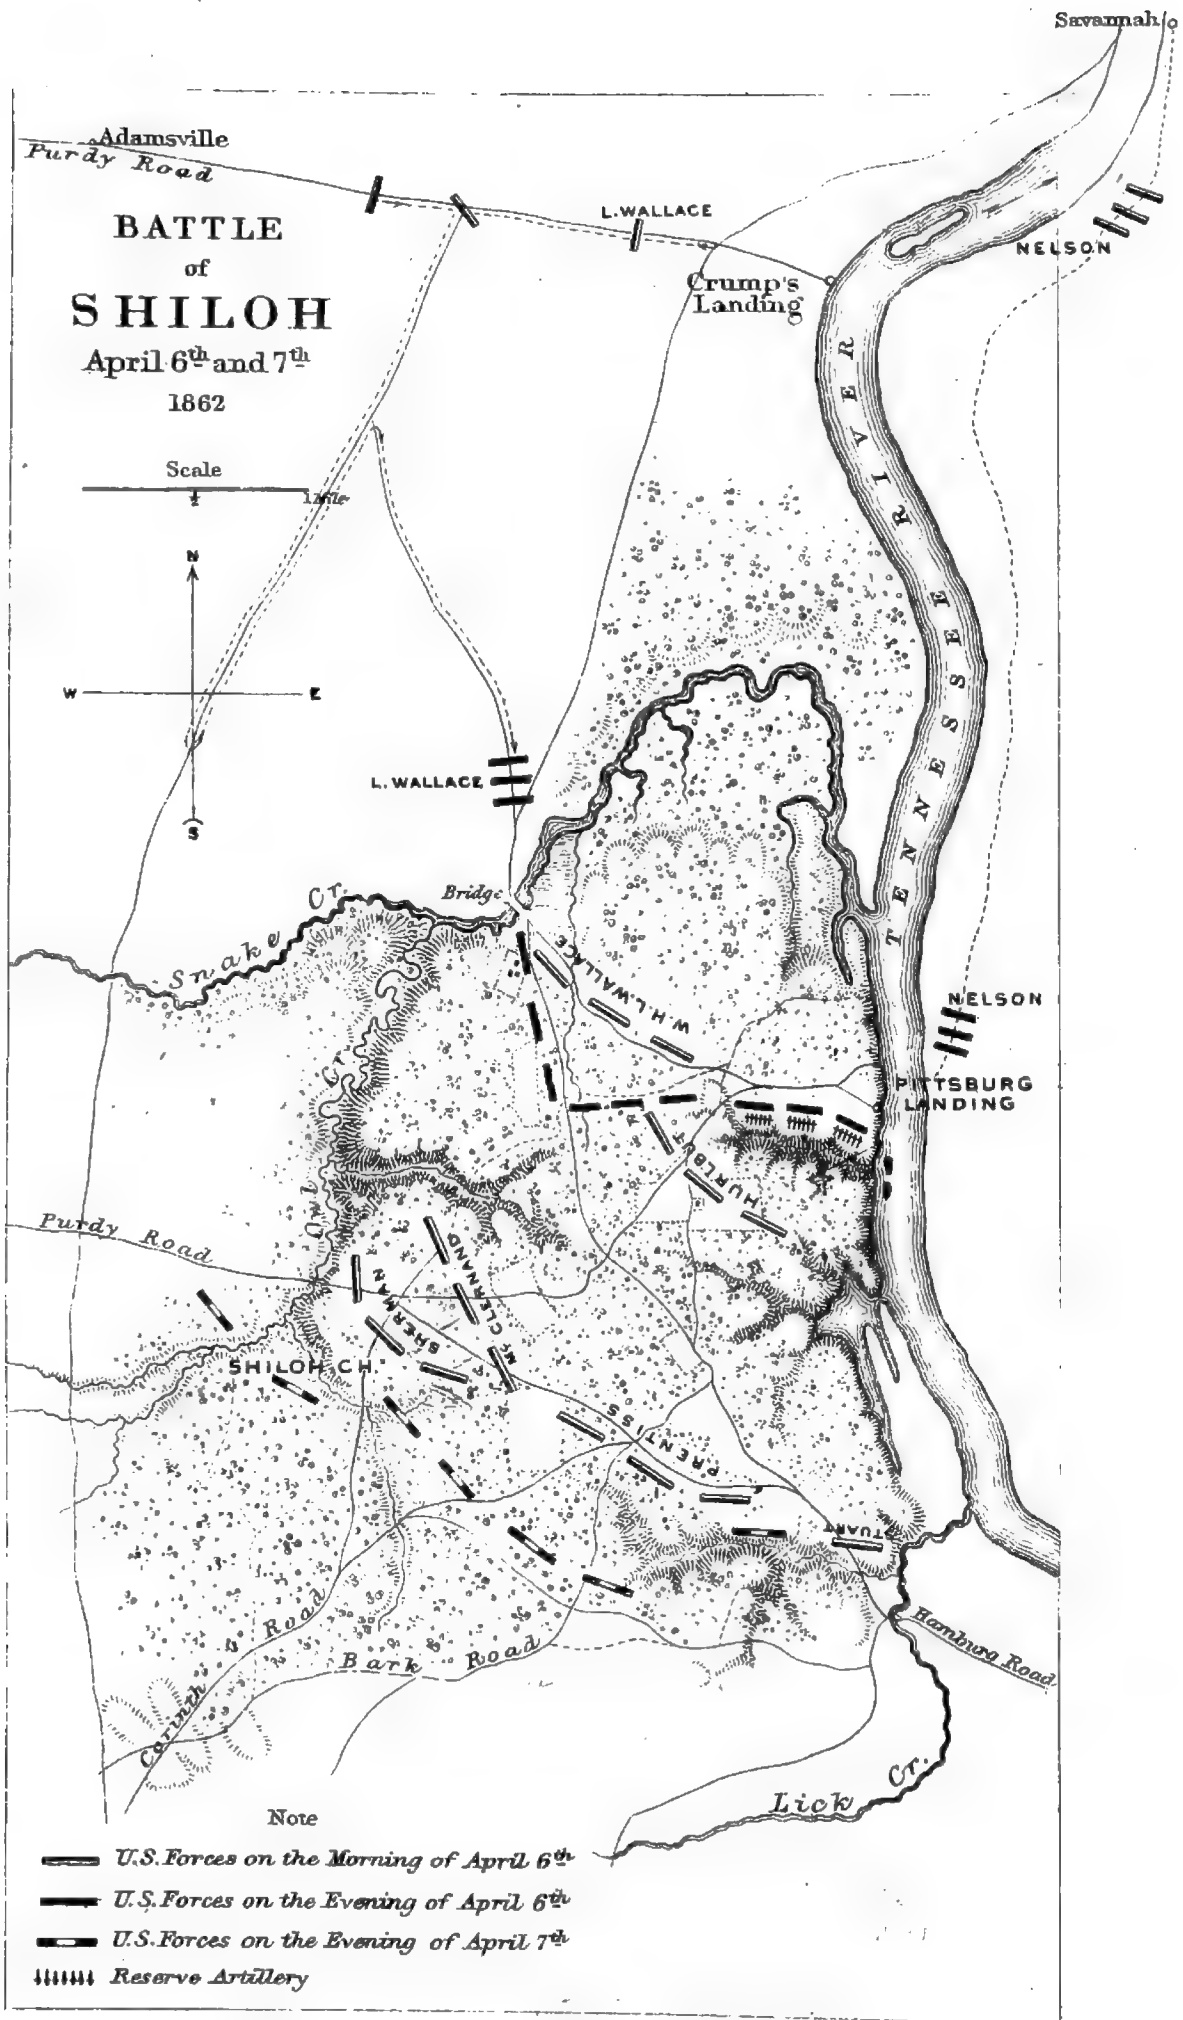 Savannah
Adamsville
Purdy Road
BATTLE
of
SHILOH
April 6th and 7th
1862
Scale
½
1 Mile
N
W
E
S
L. WALLACE
Crump's
Landing
NELSON
TENNESSEE RIVER
L. WALLACE
Bridge
Snake Cr.
W.H.L. WALLACE
NELSON
PITTSBURG
LANDING
Owl Cr.
HURLBUT
Purdy Road
SHERMAN
McCLERNAND
SHILOH CH.
PRENTISS
STUART
Hamburg Road
Corinth Road
Bark Road
Lick Cr.
Note
U.S. Forces on the Morning of April 6th
U.S. Forces on the Evening of April 6th
U.S. Forces on the Evening of April 7th
Reserve Artillery